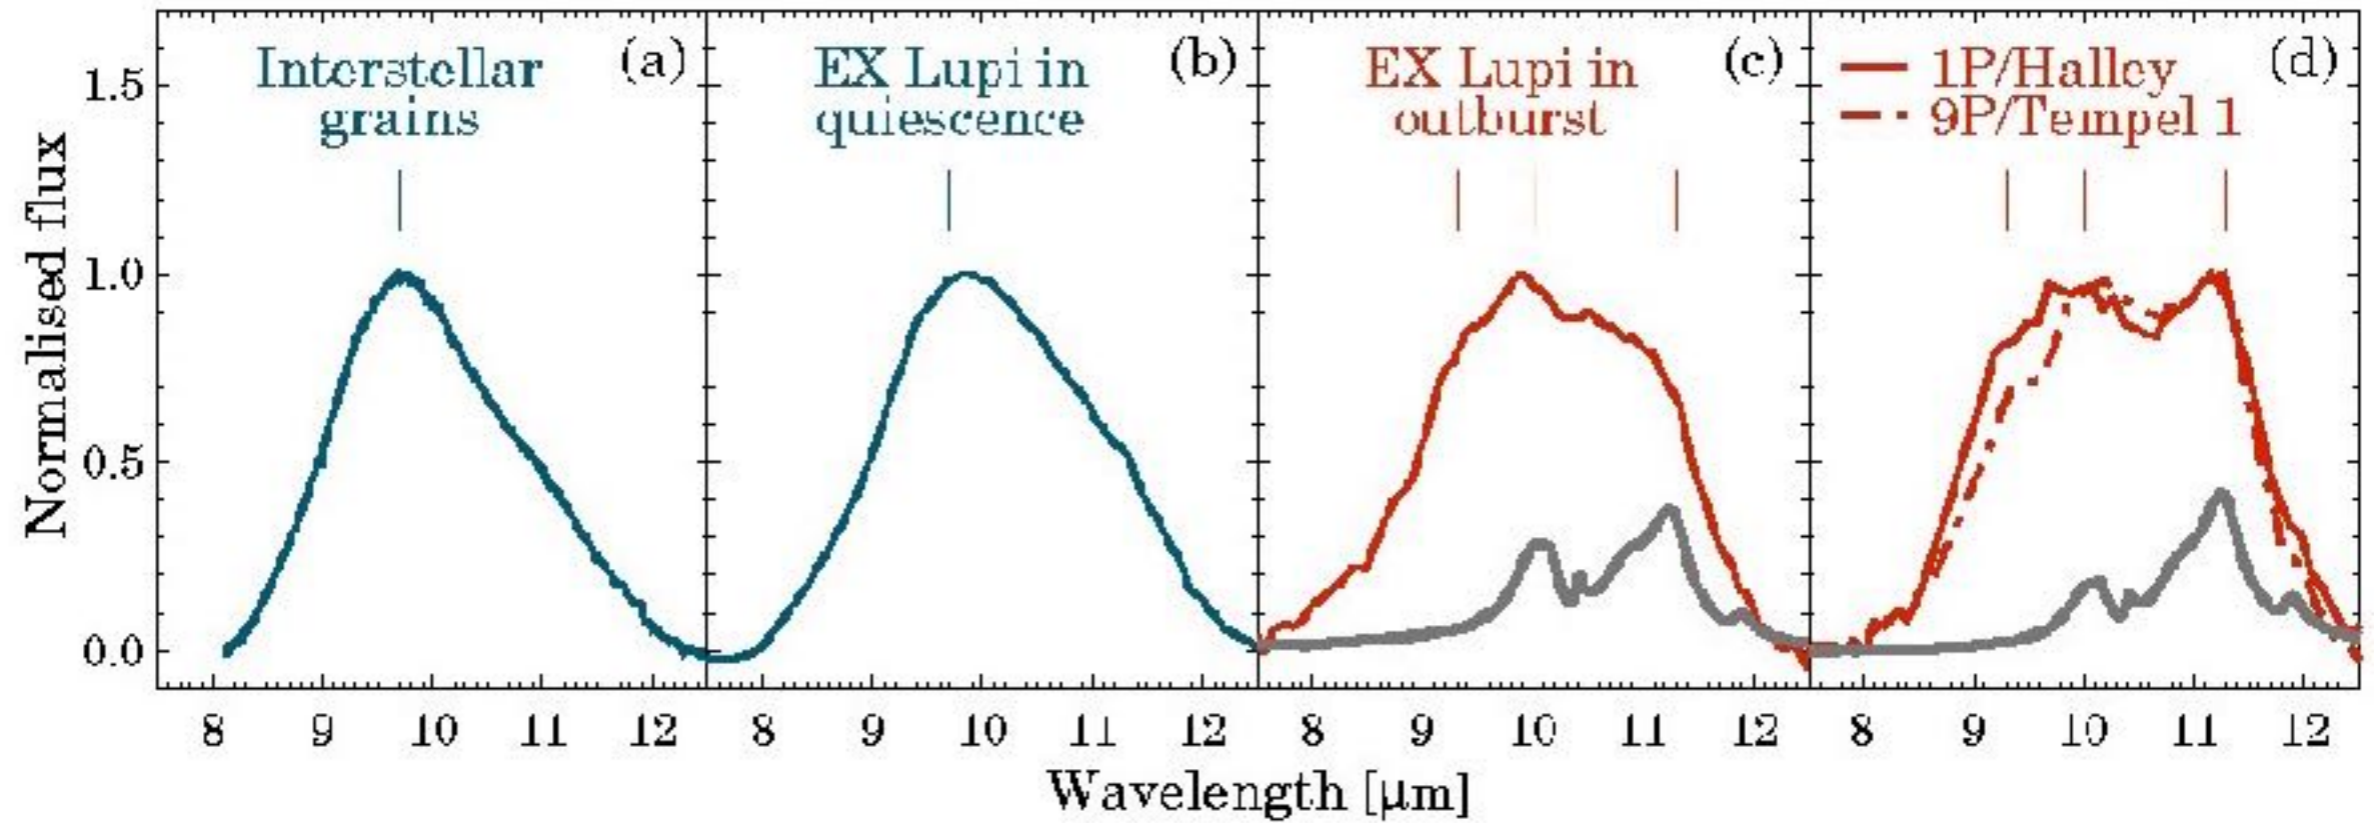 Interstellar
grains
(a)
EX Lupi in
quiescence
(b)
EX Lupi in
outburst
(c)
1P/Halley
9P/Tempel 1
(d)
Normalised flux
1.5
1.0
0.5
0.0
8 9 10 11 12 8 9 10 11 12 8 9 10 11 12 8 9 10 11 12
Wavelength [μm]